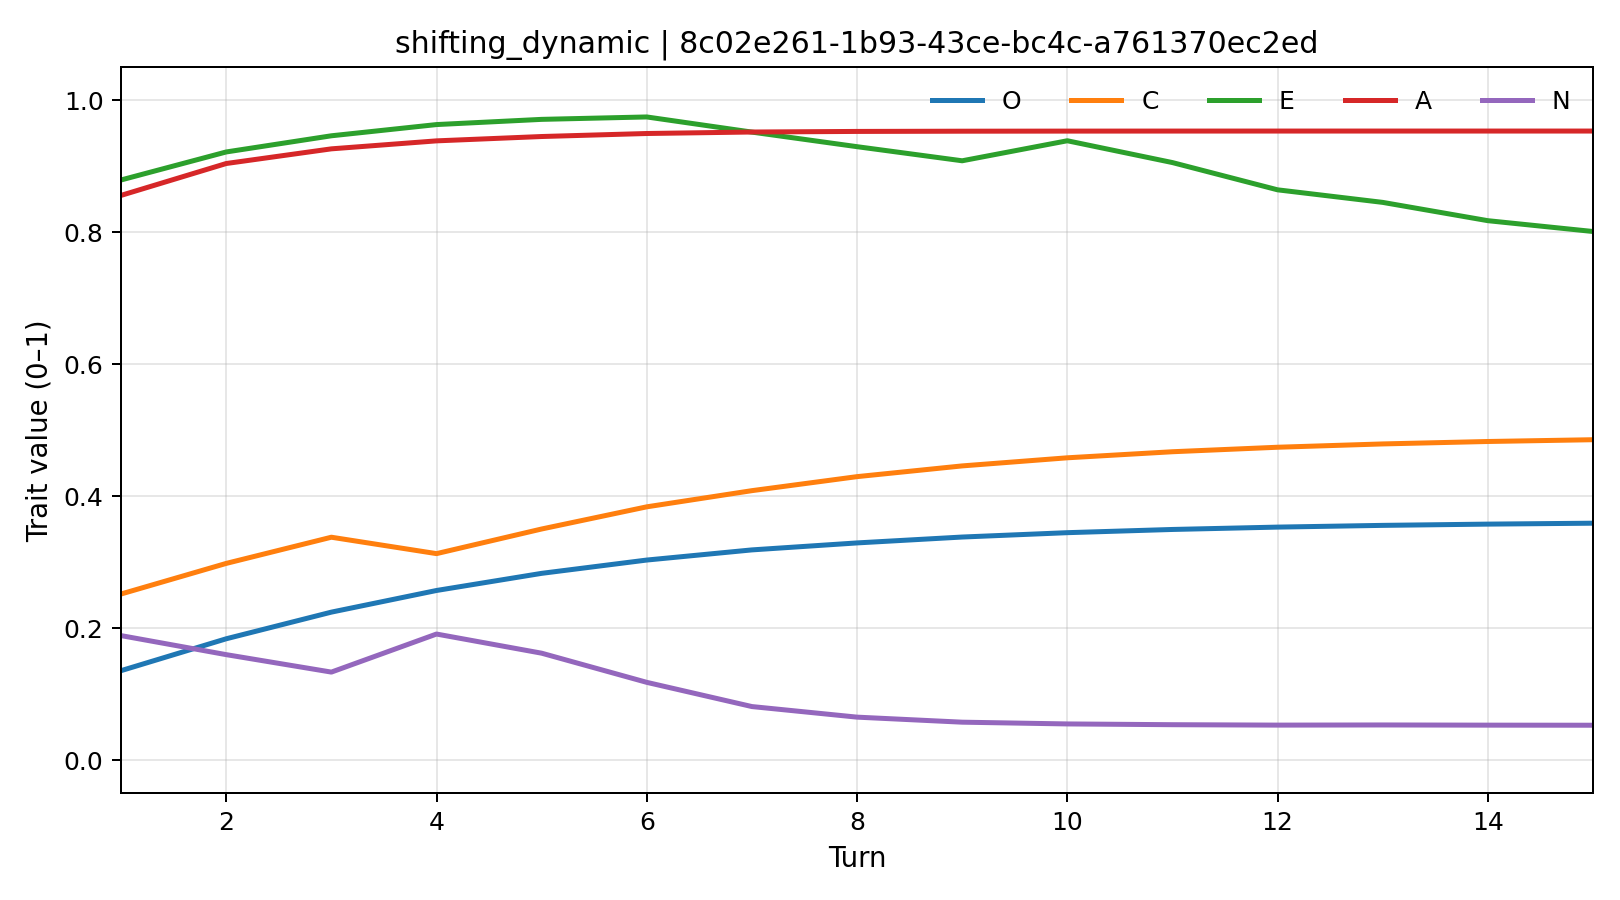 shifting_dynamic | 8c02e261-1b93-43ce-bc4c-a761370ec2ed
O C E A N
1.0
0.8
0.6
0.4
0.2
0.0
Trait value (0–1)
2 4 6 8 10 12 14
Turn